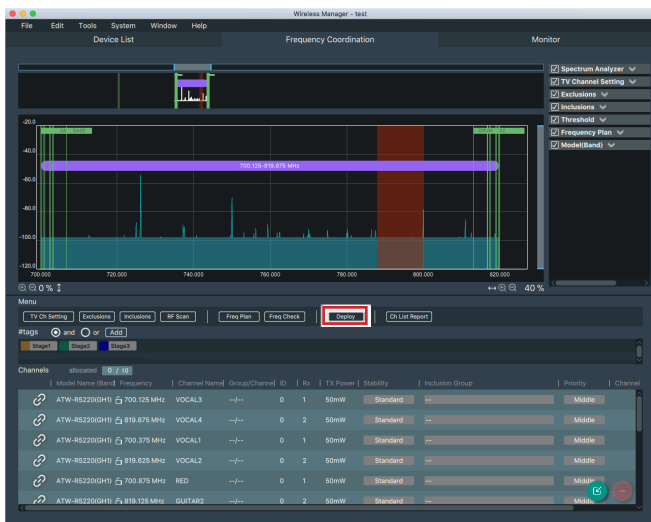 Wireless Manager - test
File Edit Tools System Window Help
Device List Frequency Coordination Monitor
Spectrum Analyzer
TV Channel Setting
Exclusions
Inclusions
Threshold
Frequency Plan
Model(Band)
-20.0
-40.0
700.125-819.875 MHz
-60.0
-80.0
-100.0
-120.0
700.000 720.000 740.000 760.000 780.000 800.000 820.000
0 % 40 %
Menu
TV Ch Setting Exclusions Inclusions RF Scan Freq Plan Freq Check Deploy Ch List Report
#tags and or Add
Stage1 Stage2 Stage3
Channels allocated 0 / 10
Model Name (Band) Frequency Channel Name Group/Channel ID Rx TX Power Stability Inclusion Group Priority Channel
ATW-R5220(GH1) 700.125 MHz VOCAL3 --/-- 0 1 50mW Standard -- Middle
ATW-R5220(GH1) 819.875 MHz VOCAL4 --/-- 0 2 50mW Standard -- Middle
ATW-R5220(GH1) 700.375 MHz VOCAL1 --/-- 0 1 50mW Standard -- Middle
ATW-R5220(GH1) 819.625 MHz VOCAL2 --/-- 0 2 50mW Standard -- Middle
ATW-R5220(GH1) 700.875 MHz RED --/-- 0 1 50mW Standard -- Middle
ATW-R5220(GH1) 819.125 MHz GUITAR2 --/-- 0 2 50mW Standard -- Middle